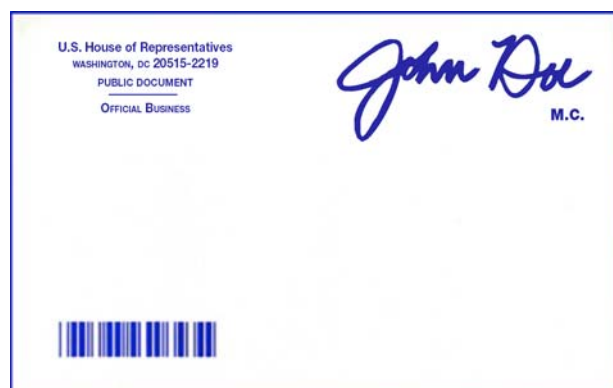 U.S. House of Representatives
WASHINGTON, DC 20515-2219
PUBLIC DOCUMENT
OFFICIAL BUSINESS
John Doe
M.C.